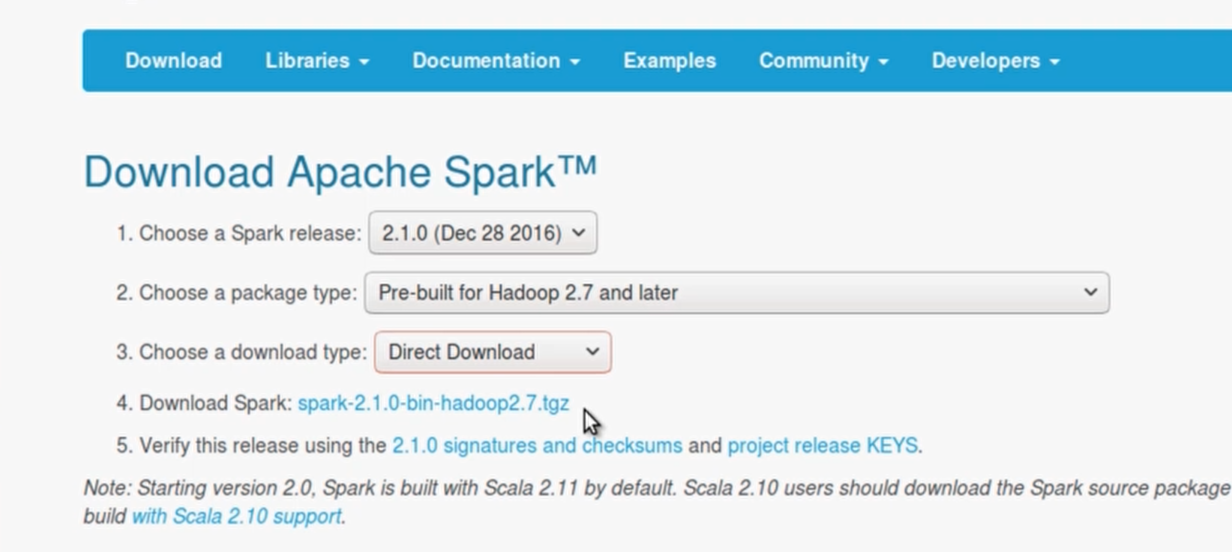 Download Libraries Documentation Examples Community Developers
Download Apache Spark™
1. Choose a Spark release: 2.1.0 (Dec 28 2016)
2. Choose a package type: Pre-built for Hadoop 2.7 and later
3. Choose a download type: Direct Download
4. Download Spark: spark-2.1.0-bin-hadoop2.7.tgz
5. Verify this release using the 2.1.0 signatures and checksums and project release KEYS.
Note: Starting version 2.0, Spark is built with Scala 2.11 by default. Scala 2.10 users should download the Spark source package
build with Scala 2.10 support.